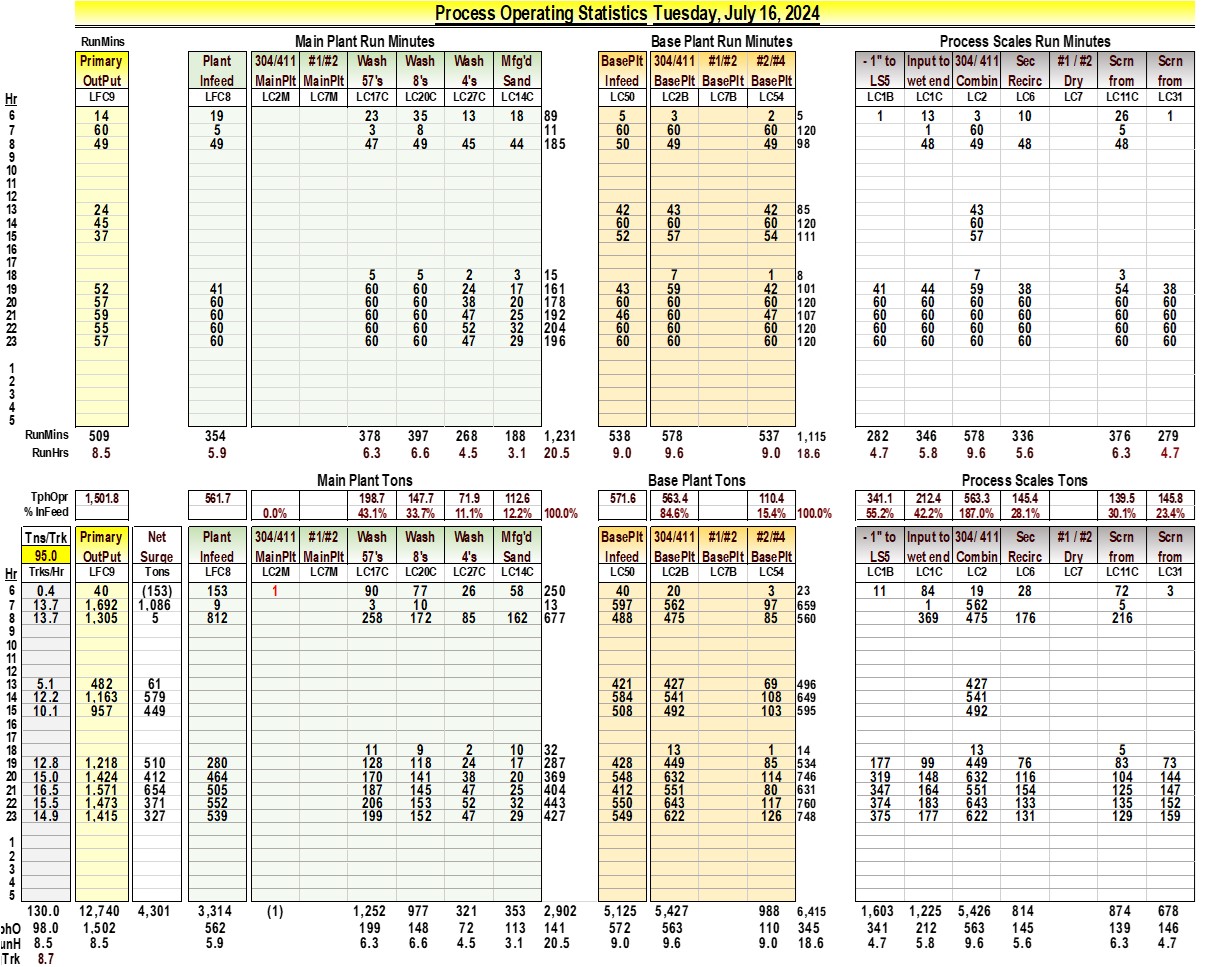 Process Operating Statistics Tuesday, July 16, 2024
RunMins Main Plant Run Minutes Base Plant Run Minutes Process Scales Run Minutes
Primary Plant 304/411 #1/#2 Wash Wash Wash Mfg'd BasePlt 304/411 #1/#2 #2/#4 - 1" to Input to 304/ 411 Sec #1 / #2 Scrn Scrn
OutPut Infeed MainPlt MainPlt 57's 8's 4's Sand Infeed BasePlt BasePlt BasePlt LS5 wet end Combin Recirc Dry from from
Hr LFC9 LFC8 LC2M LC7M LC17C LC20C LC27C LC14C LC50 LC2B LC7B LC54 LC1B LC1C LC2 LC6 LC7 LC11C LC31
6 14 19 23 35 13 18 89 5 3 2 5 1 13 3 10 26 1
7 60 5 3 8 11 60 60 60 120 1 60 5
8 49 49 47 49 45 44 185 50 49 49 98 48 49 48 48
9
10
11
12
13 24 42 43 42 85 43
14 45 60 60 60 120 60
15 37 52 57 54 111 57
16
17
18 5 5 2 3 15 7 1 8 7 3
19 52 41 60 60 24 17 161 43 59 42 101 41 44 59 38 54 38
20 57 60 60 60 38 20 178 60 60 60 120 60 60 60 60 60 60
21 59 60 60 60 47 25 192 46 60 47 107 60 60 60 60 60 60
22 55 60 60 60 52 32 204 60 60 60 120 60 60 60 60 60 60
23 57 60 60 60 47 29 196 60 60 60 120 60 60 60 60 60 60
1
2
3
4
5
RunMins 509 354 378 397 268 188 1,231 538 578 537 1,115 282 346 578 336 376 279
RunHrs 8.5 5.9 6.3 6.6 4.5 3.1 20.5 9.0 9.6 9.0 18.6 4.7 5.8 9.6 5.6 6.3 4.7
Main Plant Tons Base Plant Tons Process Scales Tons
TphOpr 1,501.8 561.7 198.7 147.7 71.9 112.6 571.6 563.4 110.4 341.1 212.4 563.3 145.4 139.5 145.8
% InFeed 0.0% 43.1% 33.7% 11.1% 12.2% 100.0% 84.6% 15.4% 100.0% 55.2% 42.2% 187.0% 28.1% 30.1% 23.4%
Tns/Trk Primary Net Plant 304/411 #1/#2 Wash Wash Wash Mfg'd BasePlt 304/411 #1/#2 #2/#4 - 1" to Input to 304/ 411 Sec #1 / #2 Scrn Scrn
95.0 OutPut Surge Infeed MainPlt MainPlt 57's 8's 4's Sand Infeed BasePlt BasePlt BasePlt LS5 wet end Combin Recirc Dry from from
Hr Trks/Hr LFC9 Tons LFC8 LC2M LC7M LC17C LC20C LC27C LC14C LC50 LC2B LC7B LC54 LC1B LC1C LC2 LC6 LC7 LC11C LC31
6 0.4 40 (153) 153 1 90 77 26 58 250 40 20 3 23 11 84 19 28 72 3
7 13.7 1,692 1,086 9 3 10 13 597 562 97 659 1 562 5
8 13.7 1,305 5 812 258 172 85 162 677 488 475 85 560 369 475 176 216
9
10
11
12
13 5.1 482 61 421 427 69 496 427
14 12.2 1,163 579 584 541 108 649 541
15 10.1 957 449 508 492 103 595 492
16
17
18 11 9 2 10 32 13 1 14 13 5
19 12.8 1,218 510 280 128 118 24 17 287 428 449 85 534 177 99 449 76 83 73
20 15.0 1,424 412 464 170 141 38 20 369 548 632 114 746 319 148 632 116 104 144
21 16.5 1,571 654 505 187 145 47 25 404 412 551 80 631 347 164 551 154 125 147
22 15.5 1,473 371 552 206 153 52 32 443 550 643 117 760 374 183 643 133 135 152
23 14.9 1,415 327 539 199 152 47 29 427 549 622 126 748 375 177 622 131 129 159
1
2
3
4
5
130.0 12,740 4,301 3,314 (1) 1,252 977 321 353 2,902 5,125 5,427 988 6,415 1,603 1,225 5,426 814 874 678
phO 98.0 1,502 562 199 148 72 113 141 572 563 110 345 341 212 563 145 139 146
unH 8.5 8.5 5.9 6.3 6.6 4.5 3.1 20.5 9.0 9.6 9.0 18.6 4.7 5.8 9.6 5.6 6.3 4.7
Trk 8.7